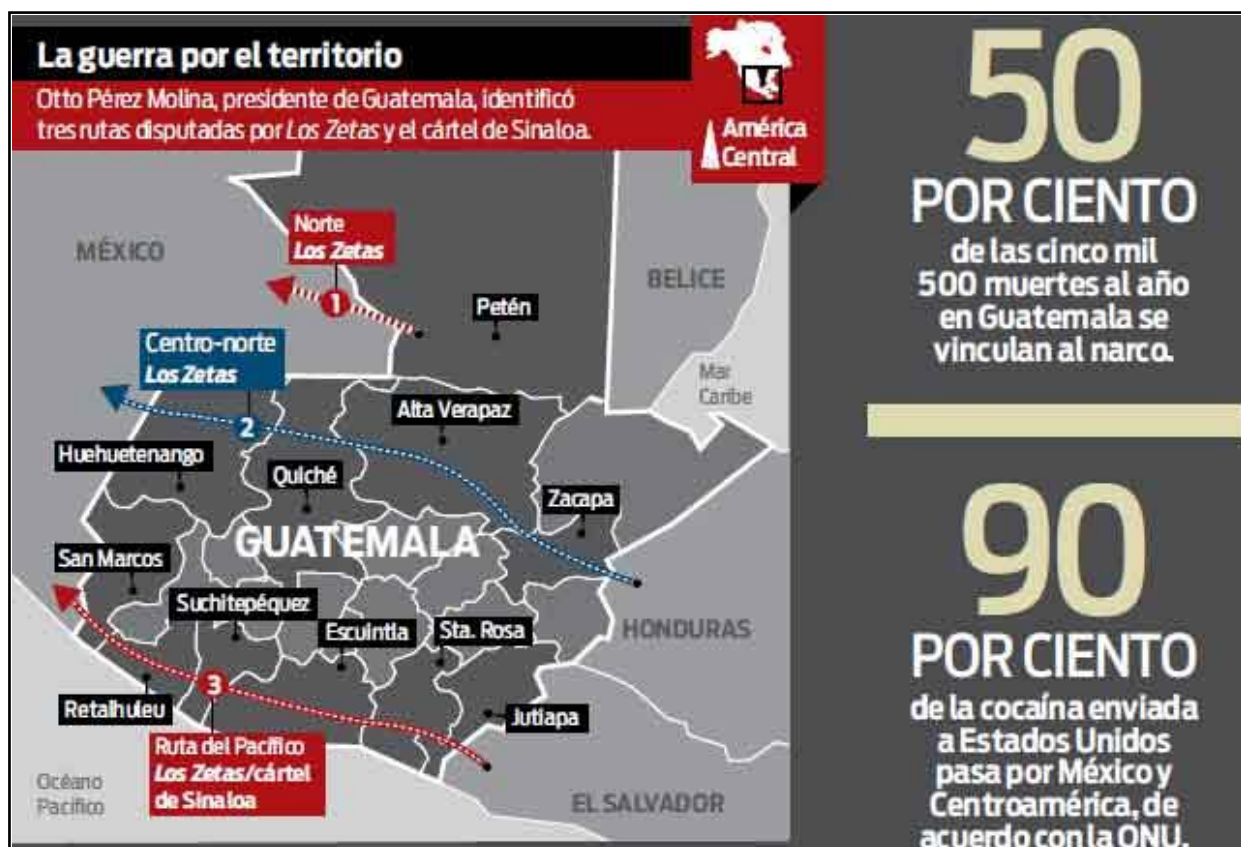 La guerra por el territorio
Otto Pérez Molina, presidente de Guatemala, identificó
tres rutas disputadas por Los Zetas y el cártel de Sinaloa.
América
Central
MÉXICO
Norte
Los Zetas
1
BELICE
Petén
Centro-norte
Los Zetas
2
Mar
Caribe
Alta Verapaz
Huehuetenango
Quiché
Zacapa
GUATEMALA
San Marcos
Suchitepéquez
Escuintla
Sta. Rosa
HONDURAS
3
Retalhuleu
Jutiapa
Ruta del Pacífico
Los Zetas/cártel
de Sinaloa
Océano
Pacífico
EL SALVADOR
50
POR CIENTO
de las cinco mil
500 muertes al año
en Guatemala se
vinculan al narco.
90
POR CIENTO
de la cocaína enviada
a Estados Unidos
pasa por México y
Centroamérica, de
acuerdo con la ONU.